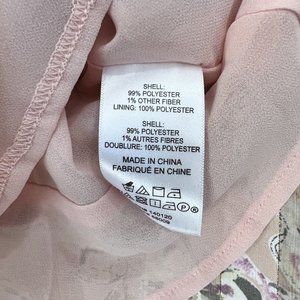 SHELL:
99% POLYESTER
1% OTHER FIBER
LINING: 100% POLYESTER
SHELL:
99% POLYESTER
1% AUTRES FIBRES
DOUBLURE: 100% POLYESTER
MADE IN CHINA
FABRIQUÉ EN CHINE
140120